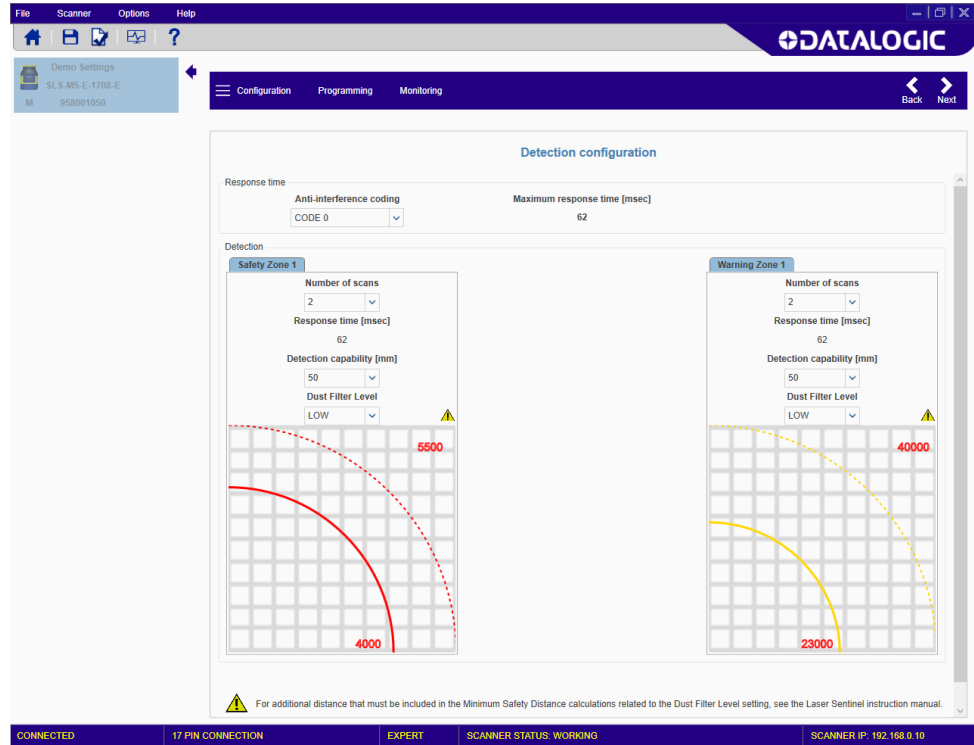 File Scanner Options Help
DATALOGIC
Demo Settings
SLS-M5-E-1708-E
M 958001050
Configuration Programming Monitoring Back Next
Detection configuration
Response time
Anti-interference coding Maximum response time [msec]
CODE 0 62
Detection
Safety Zone 1 Warning Zone 1
Number of scans Number of scans
2 2
Response time [msec] Response time [msec]
62 62
Detection capability [mm] Detection capability [mm]
50 50
Dust Filter Level Dust Filter Level
LOW LOW
5500 40000
4000 23000
For additional distance that must be included in the Minimum Safety Distance calculations related to the Dust Filter Level setting, see the Laser Sentinel instruction manual.
CONNECTED 17 PIN CONNECTION EXPERT SCANNER STATUS: WORKING SCANNER IP: 192.168.0.10